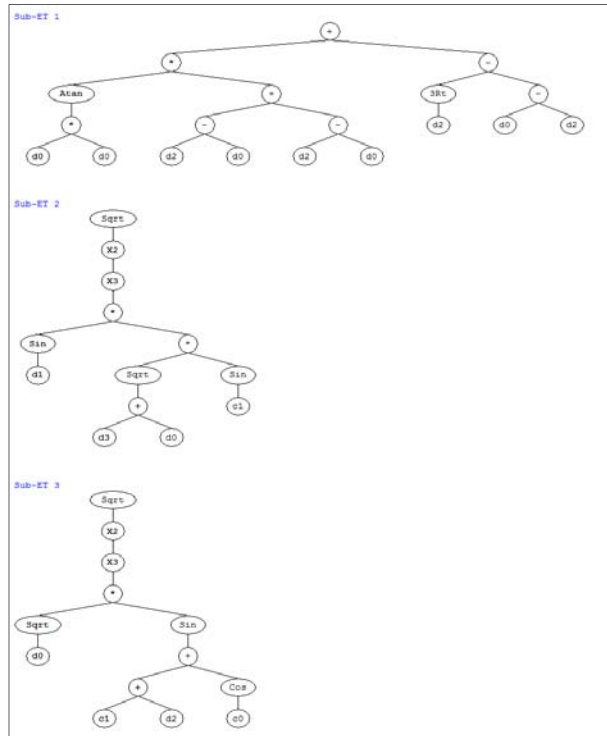 Sub-ET 1
+
* -
Atan + 3Rt -
* - - d2 d0 d2
d0 d0 d2 d0 d2 d0
Sub-ET 2
Sqrt
X2
X3
*
Sin *
d1 Sqrt Sin
+ c1
d3 d0
Sub-ET 3
Sqrt
X2
X3
*
Sqrt Sin
d0 +
+ Cos
c1 d2 c0